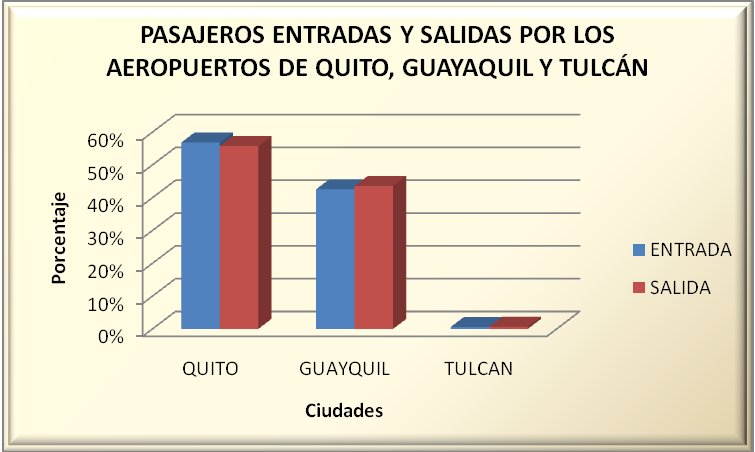 PASAJEROS ENTRADAS Y SALIDAS POR LOS
AEROPUERTOS DE QUITO, GUAYAQUIL Y TULCÁN
60%
50%
40%
30%
20%
10%
0%
Porcentaje
QUITO
GUAYQUIL
TULCAN
Ciudades
ENTRADA
SALIDA